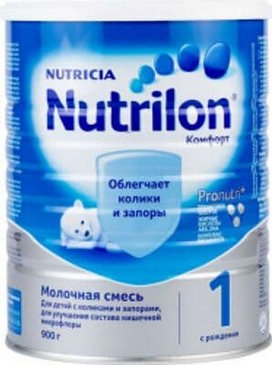 NUTRICIA
Nutrilon®
Комфорт
Облегчает
колики
и запоры
Pronutri+
1
с рождения
Молочная смесь
Для детей с коликами и запорами,
для улучшения состава кишечной
микрофлоры
900 г